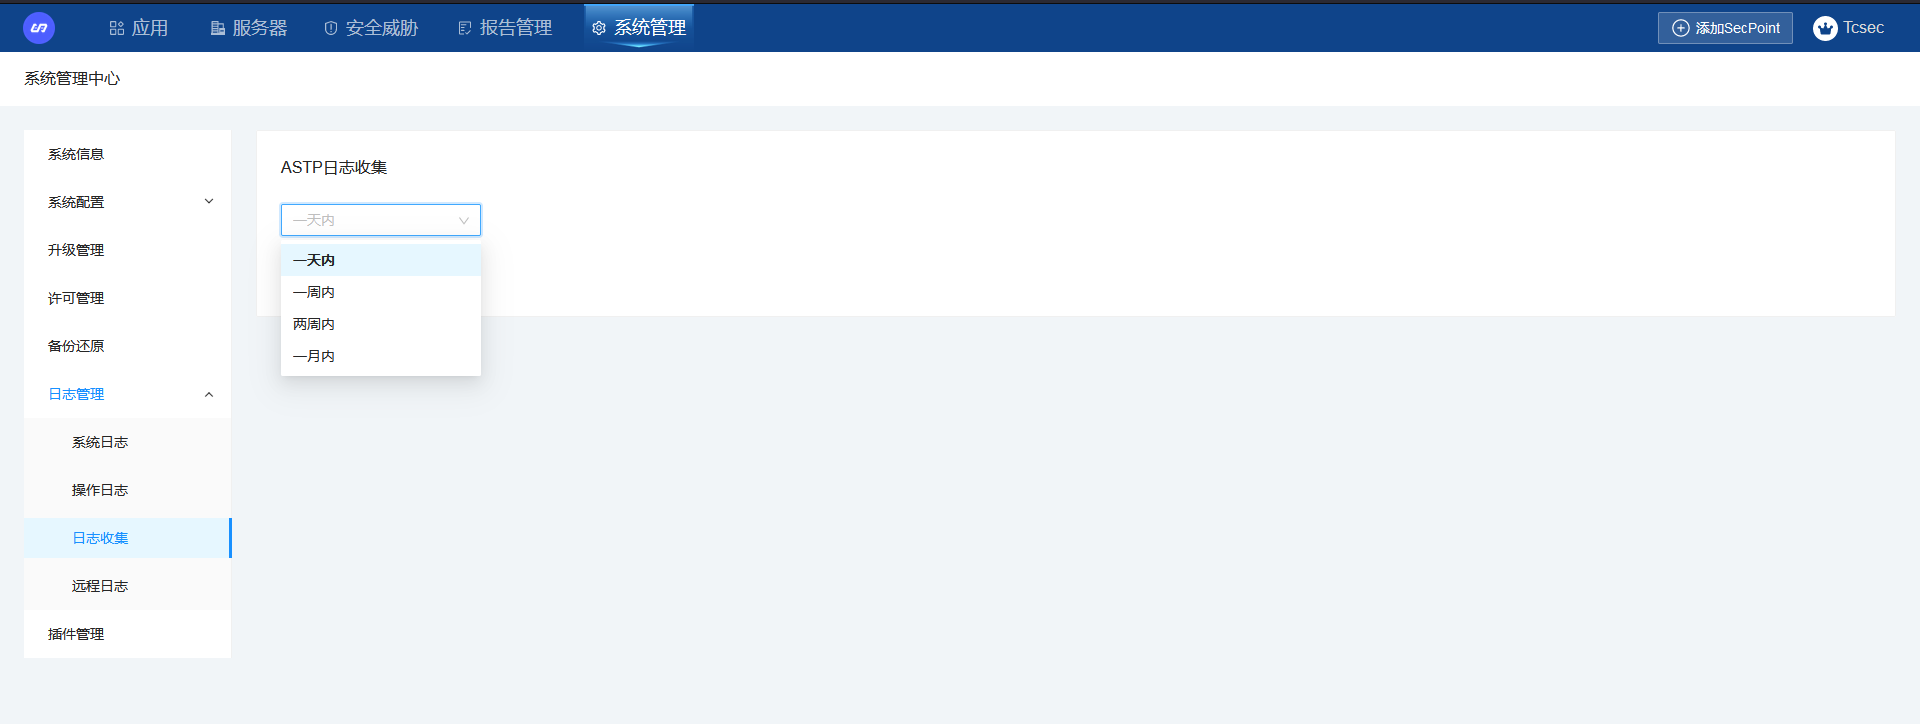 应用 服务器 安全威胁 报告管理 系统管理 添加SecPoint Tcsec
系统管理中心
系统信息
系统配置
升级管理
许可管理
备份还原
日志管理
系统日志
操作日志
日志收集
远程日志
插件管理
ASTP日志收集
一天内
一天内
一周内
两周内
一月内